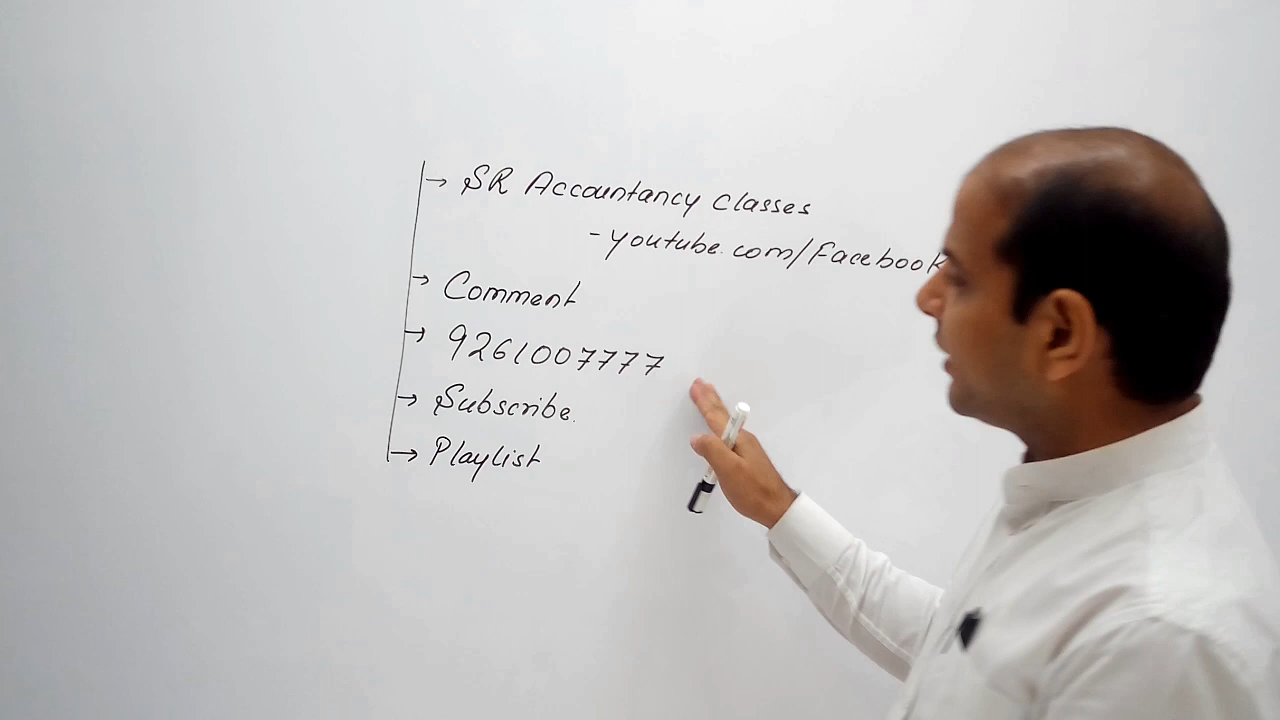 → SR Accountancy classes
- youtube.com/Facebook
→ Comment
→ 9261007777
→ Subscribe.
→ Playlist